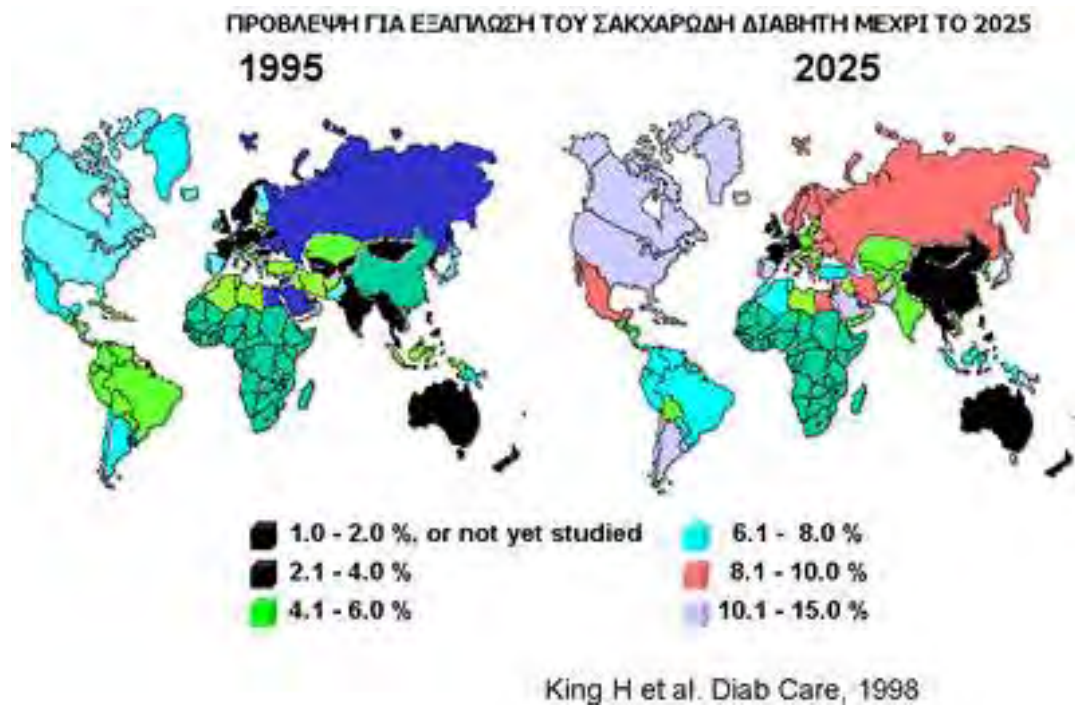 ΠΡΟΒΛΕΨΗ ΓΙΑ ΕΞΑΠΛΩΣΗ ΤΟΥ ΣΑΚΧΑΡΩΔΗ ΔΙΑΒΗΤΗ ΜΕΧΡΙ ΤΟ 2025
1995
2025
1.0 - 2.0 %, or not yet studied
2.1 - 4.0 %
4.1 - 6.0 %
6.1 - 8.0 %
8.1 - 10.0 %
10.1 - 15.0 %
King H et al. Diab Care, 1998